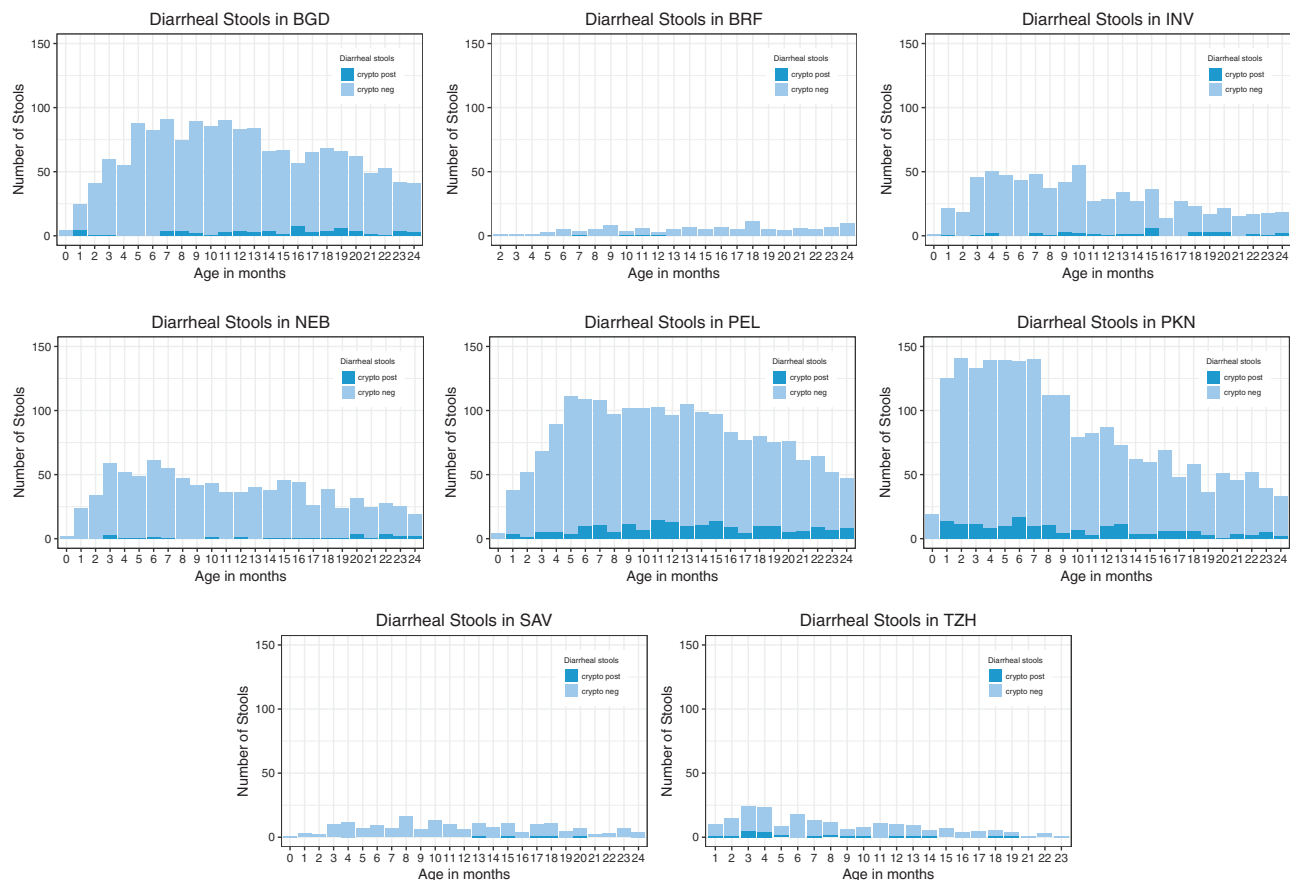 Diarrheal Stools in BGD
Number of Stools
150
100
50
0
Diarrheal stools
crypto post
crypto neg
0 1 2 3 4 5 6 7 8 9 10 11 12 13 14 15 16 17 18 19 20 21 22 23 24
Age in months
Diarrheal Stools in BRF
Number of Stools
150
100
50
0
Diarrheal stools
crypto post
crypto neg
2 3 4 5 6 7 8 9 10 11 12 13 14 15 16 17 18 19 20 21 22 23 24
Age in months
Diarrheal Stools in INV
Number of Stools
150
100
50
0
Diarrheal stools
crypto post
crypto neg
0 1 2 3 4 5 6 7 8 9 10 11 12 13 14 15 16 17 18 19 20 21 22 23 24
Age in months
Diarrheal Stools in NEB
Number of Stools
150
100
50
0
Diarrheal stools
crypto post
crypto neg
0 1 2 3 4 5 6 7 8 9 10 11 12 13 14 15 16 17 18 19 20 21 22 23 24
Age in months
Diarrheal Stools in PEL
Number of Stools
150
100
50
0
Diarrheal stools
crypto post
crypto neg
0 1 2 3 4 5 6 7 8 9 10 11 12 13 14 15 16 17 18 19 20 21 22 23 24
Age in months
Diarrheal Stools in PKN
Number of Stools
150
100
50
0
Diarrheal stools
crypto post
crypto neg
0 1 2 3 4 5 6 7 8 9 10 11 12 13 14 15 16 17 18 19 20 21 22 23 24
Age in months
Diarrheal Stools in SAV
Number of Stools
150
100
50
0
Diarrheal stools
crypto post
crypto neg
0 1 2 3 4 5 6 7 8 9 10 11 12 13 14 15 16 17 18 19 20 21 22 23 24
Age in months
Diarrheal Stools in TZH
Number of Stools
150
100
50
0
Diarrheal stools
crypto post
crypto neg
1 2 3 4 5 6 7 8 9 10 11 12 13 14 15 16 17 18 19 20 21 22 23
Age in months